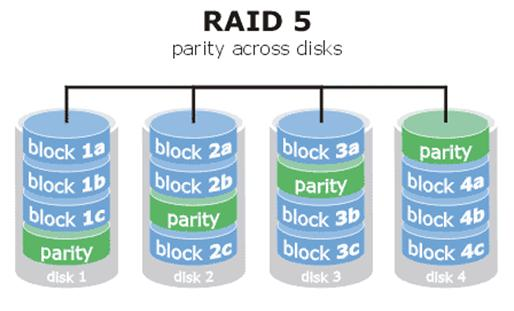 RAID 5
parity across disks
block 1a
block 1b
block 1c
parity
disk 1
block 2a
block 2b
parity
block 2c
disk 2
block 3a
parity
block 3b
block 3c
disk 3
parity
block 4a
block 4b
block 4c
disk 4